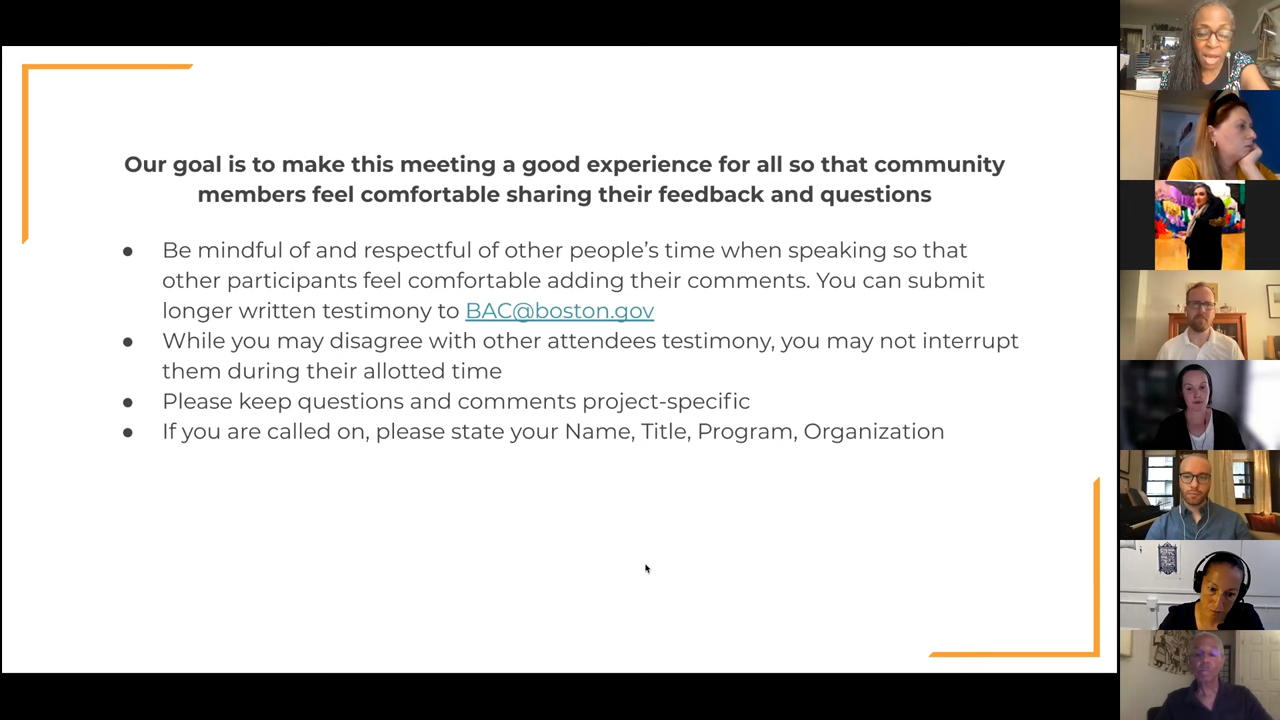 Our goal is to make this meeting a good experience for all so that community
members feel comfortable sharing their feedback and questions
● Be mindful of and respectful of other people’s time when speaking so that
other participants feel comfortable adding their comments. You can submit
longer written testimony to BAC@boston.gov
● While you may disagree with other attendees testimony, you may not interrupt
them during their allotted time
● Please keep questions and comments project-specific
● If you are called on, please state your Name, Title, Program, Organization